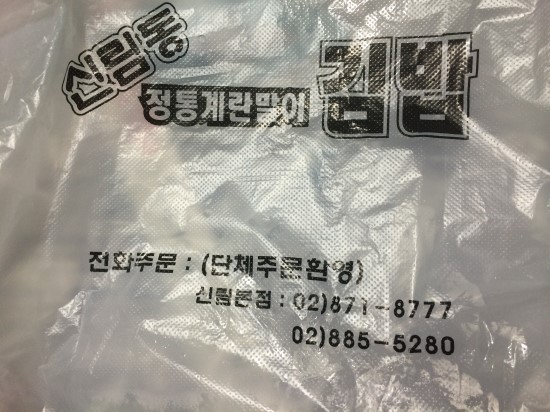 신림동
정통계란말이 김밥
전화주문 : (단체주문환영)
신림본점 : 02)871-8777
02)885-5280